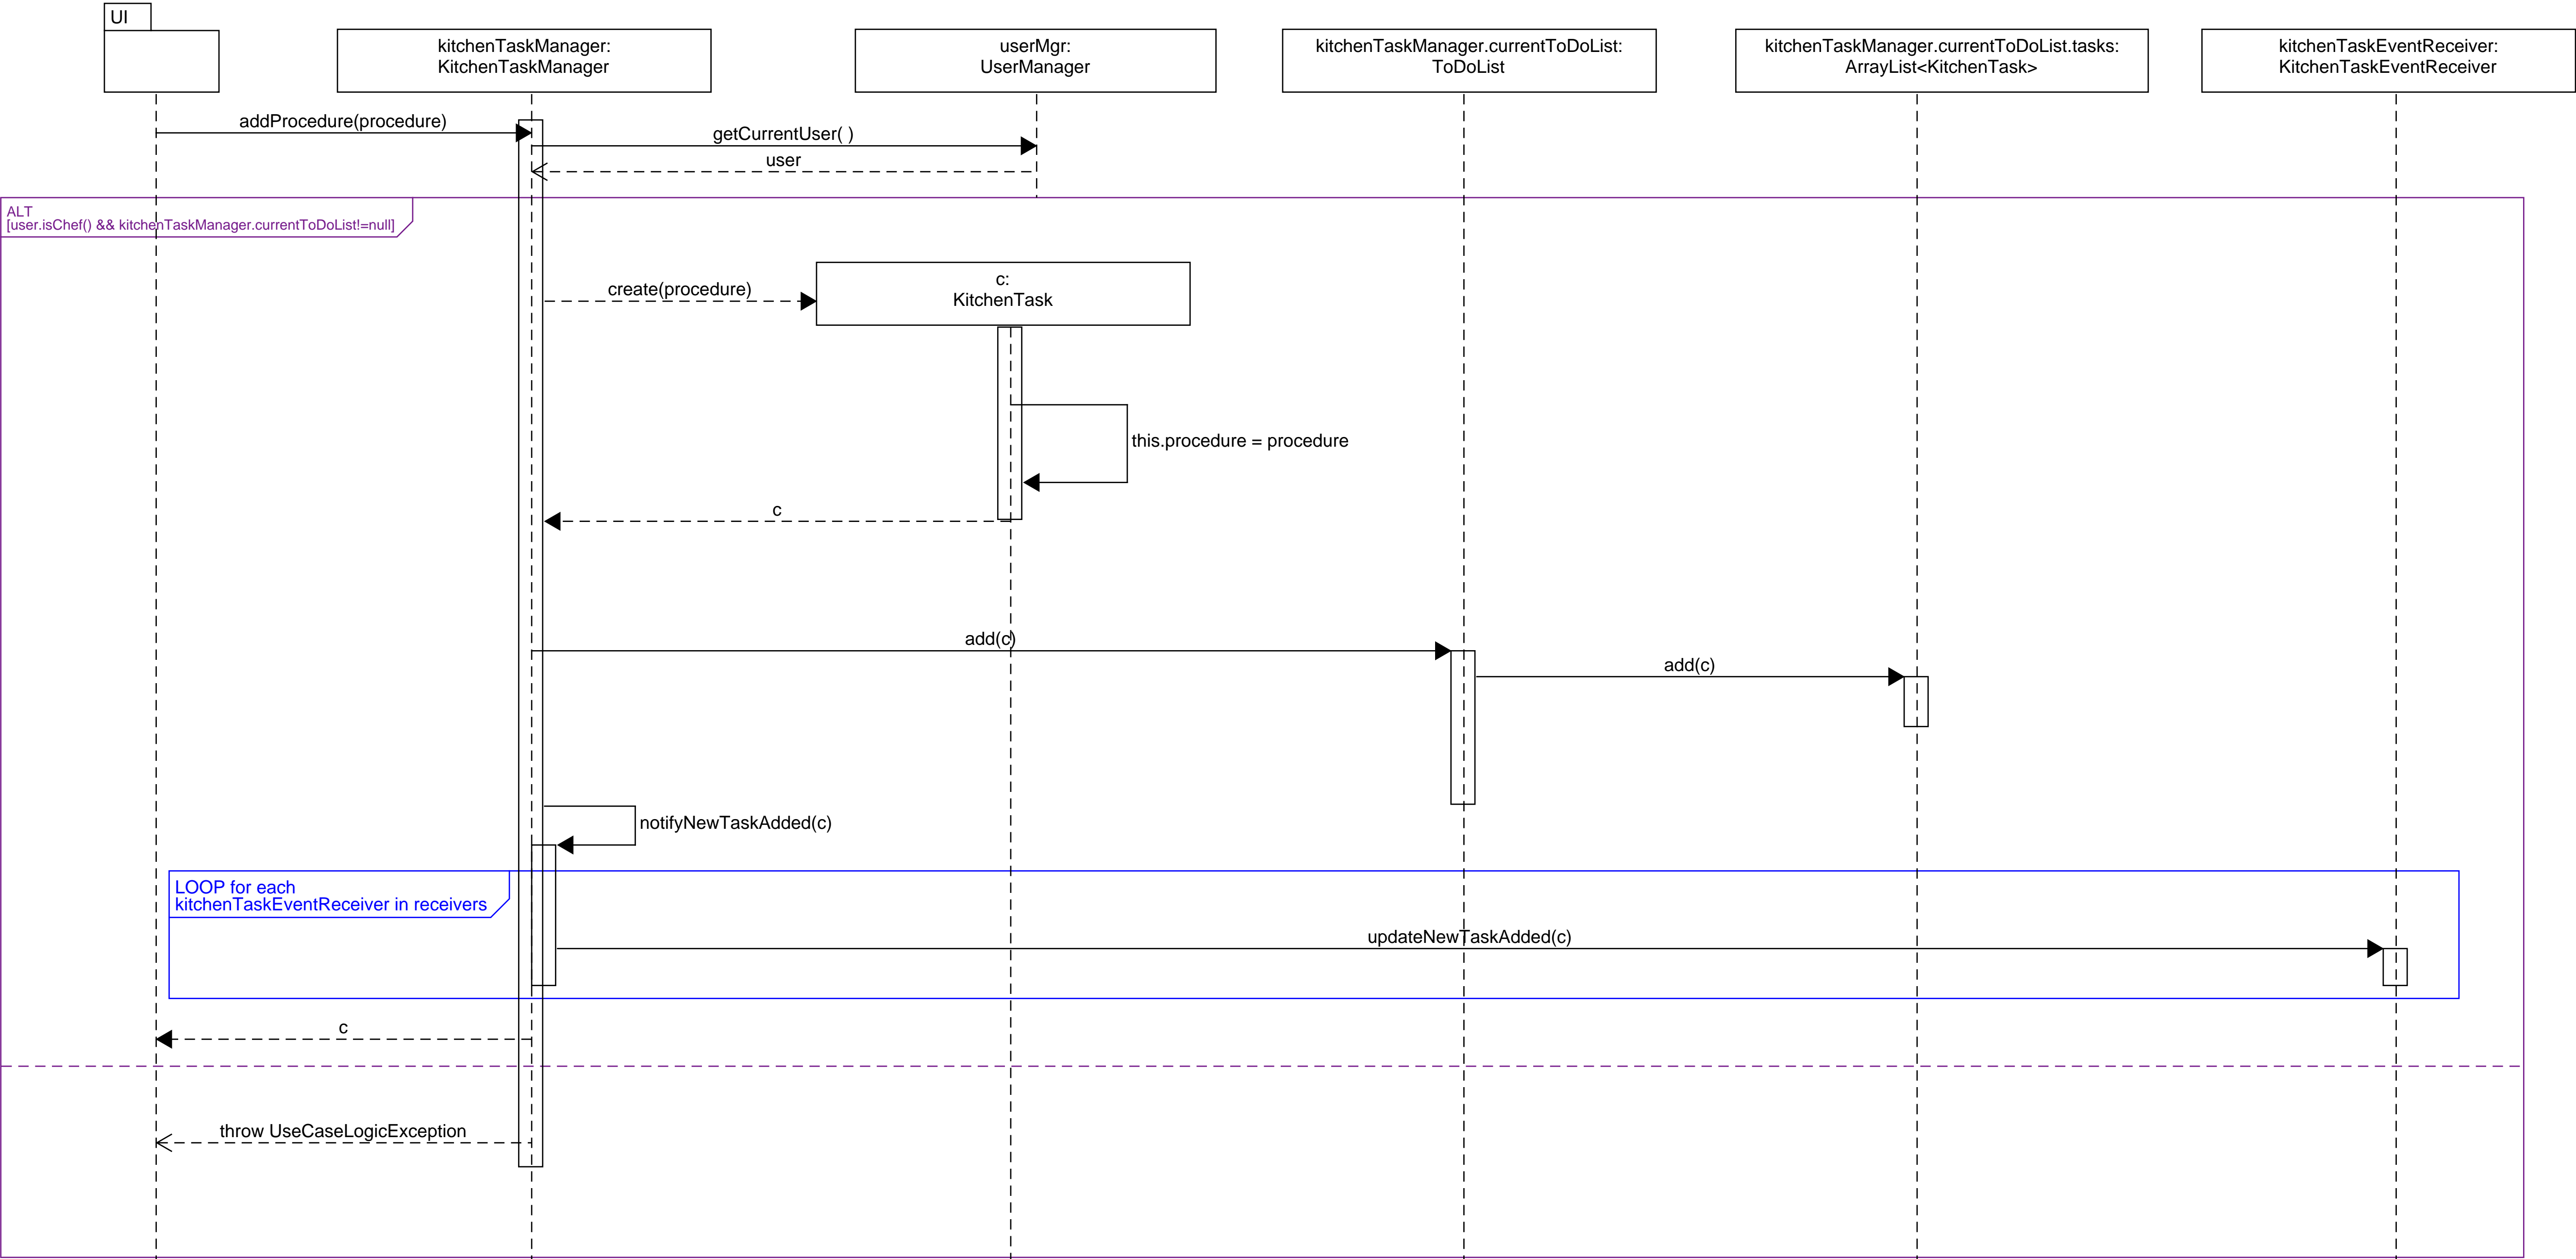 UI
kitchenTaskManager:
KitchenTaskManager
userMgr:
UserManager
kitchenTaskManager.currentToDoList:
ToDoList
kitchenTaskManager.currentToDoList.tasks:
ArrayList<KitchenTask>
kitchenTaskEventReceiver:
KitchenTaskEventReceiver
addProcedure(procedure)
getCurrentUser( )
user
ALT
[user.isChef() && kitchenTaskManager.currentToDoList!=null]
c:
KitchenTask
create(procedure)
this.procedure = procedure
c
add(c)
add(c)
notifyNewTaskAdded(c)
LOOP for each
kitchenTaskEventReceiver in receivers
updateNewTaskAdded(c)
c
throw UseCaseLogicException